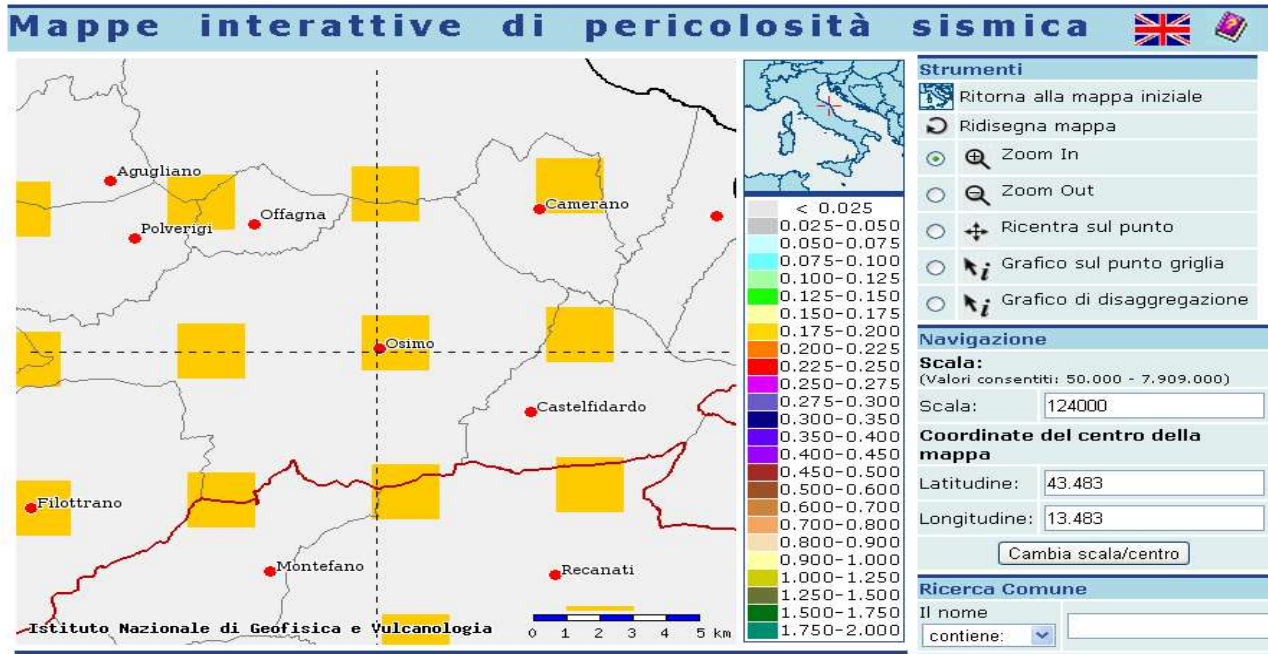 Mappe interattive di pericolosità sismica
Agugliano
Polverigi
Offagna
Camerano
Osimo
Castelfidardo
Filottrano
Montefano
Recanati
Istituto Nazionale di Geofisica e Vulcanologia
0 1 2 3 4 5 km
< 0.025
0.025-0.050
0.050-0.075
0.075-0.100
0.100-0.125
0.125-0.150
0.150-0.175
0.175-0.200
0.200-0.225
0.225-0.250
0.250-0.275
0.275-0.300
0.300-0.350
0.350-0.400
0.400-0.450
0.450-0.500
0.500-0.600
0.600-0.700
0.700-0.800
0.800-0.900
0.900-1.000
1.000-1.250
1.250-1.500
1.500-1.750
1.750-2.000
Strumenti
Ritorna alla mappa iniziale
Ridisegna mappa
Zoom In
Zoom Out
Ricentra sul punto
Grafico sul punto griglia
Grafico di disaggregazione
Navigazione
Scala:
(Valori consentiti: 50.000 - 7.909.000)
Scala: 124000
Coordinate del centro della
mappa
Latitudine: 43.483
Longitudine: 13.483
Cambia scala/centro
Ricerca Comune
Il nome
contiene: